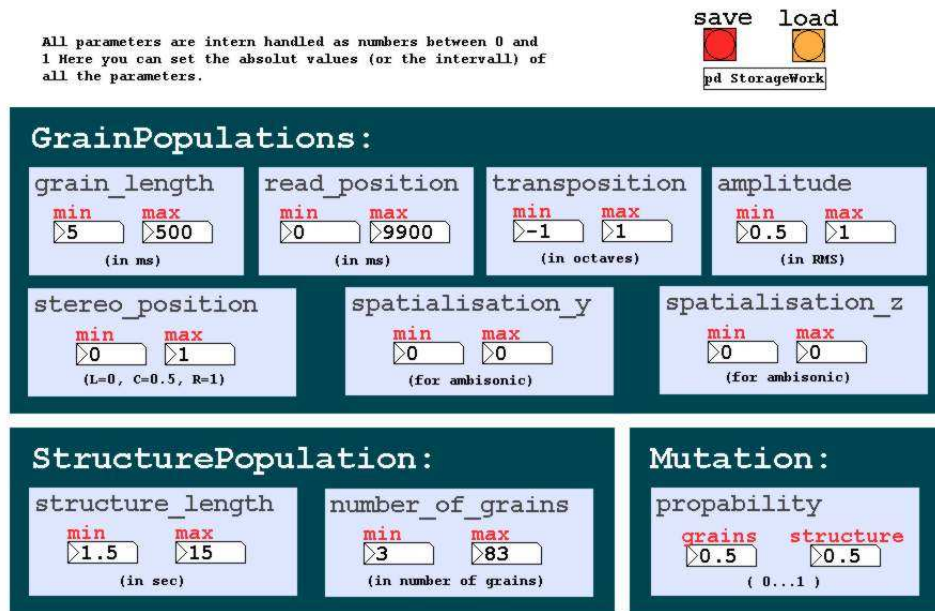 save load
All parameters are intern handled as numbers between 0 and
1 Here you can set the absolut values (or the intervall) of
all the parameters.
pd StorageWork
GrainPopulations:
grain_length read_position transposition amplitude
min max min max min max min max
5 500 0 9900 -1 1 0.5 1
(in ms) (in ms) (in octaves) (in RMS)
stereo_position spatialisation_y spatialisation_z
min max min max min max
0 1 0 0 0 0
(L=0, C=0.5, R=1) (for ambisonic) (for ambisonic)
StructurePopulation: Mutation:
structure_length number_of_grains propability
min max min max grains structure
1.5 15 3 83 0.5 0.5
(in sec) (in number of grains) ( 0...1 )